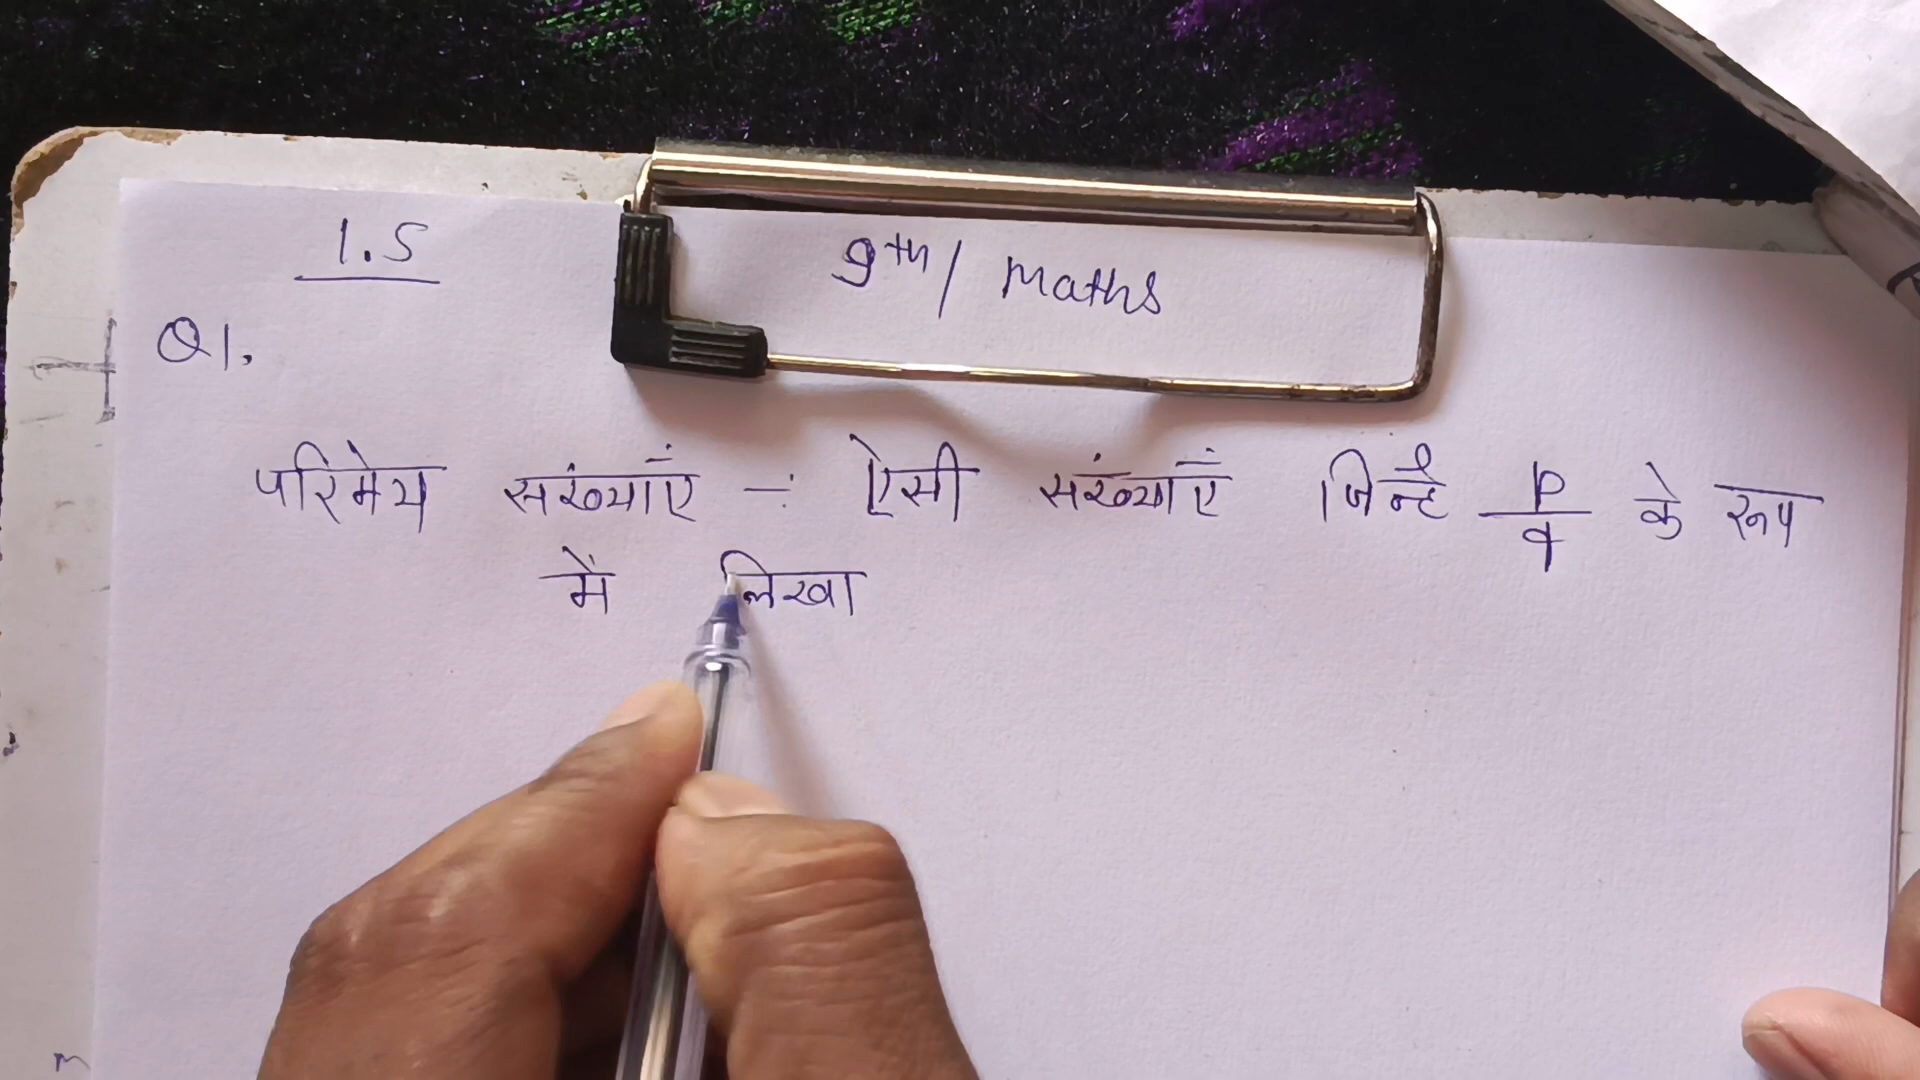 1.5
9th/ Maths
Q1.
परिमेय संख्याएं -: ऐसी संख्याएं जिन्हें p/q के रूप
में लिखा